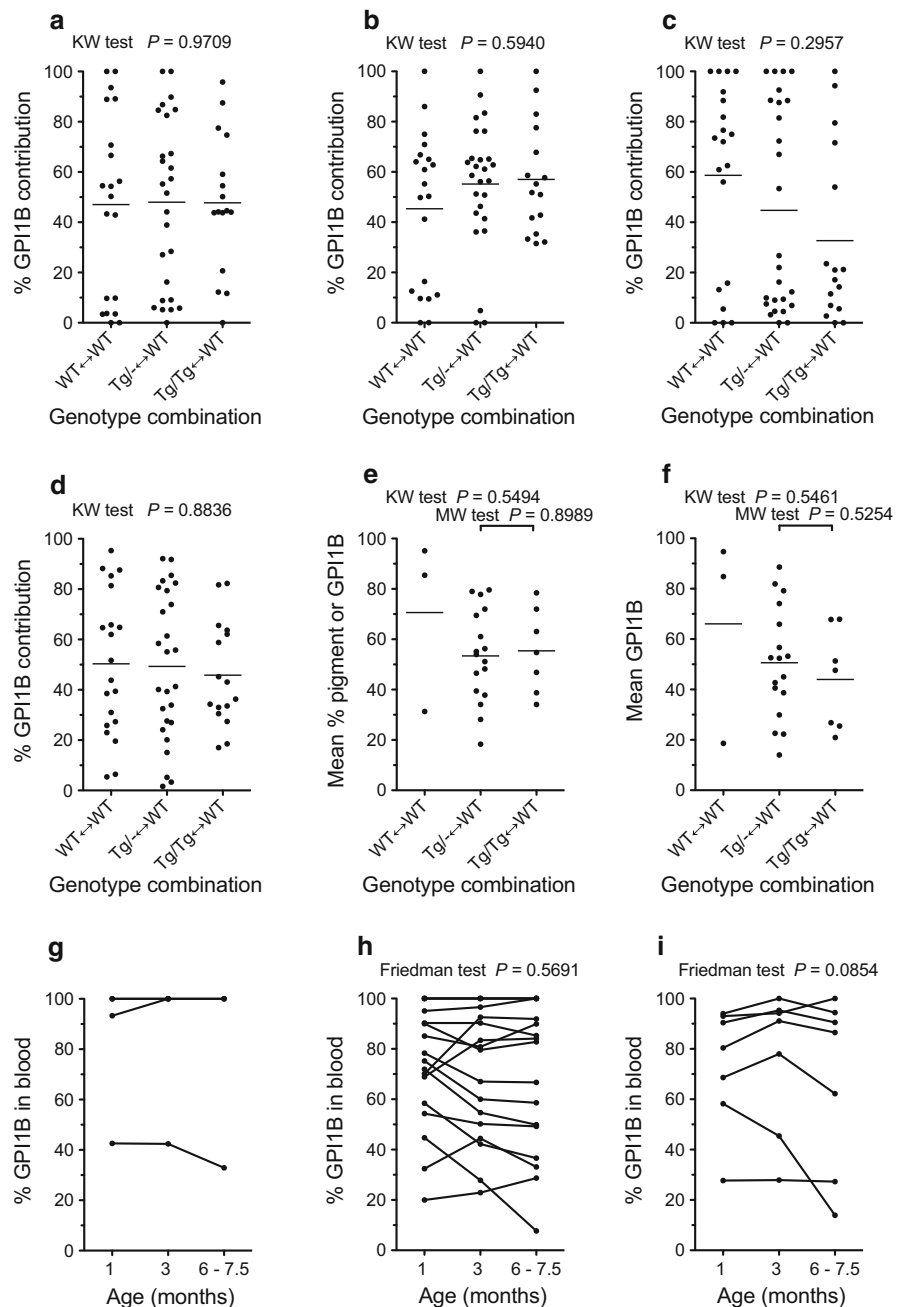 a
KW test P = 0.9709
% GPI1B contribution
100
80
60
40
20
0
WT↔WT
Tg/-↔WT
Tg/Tg↔WT
Genotype combination
b
KW test P = 0.5940
% GPI1B contribution
100
80
60
40
20
0
WT↔WT
Tg/-↔WT
Tg/Tg↔WT
Genotype combination
c
KW test P = 0.2957
% GPI1B contribution
100
80
60
40
20
0
WT↔WT
Tg/-↔WT
Tg/Tg↔WT
Genotype combination
d
KW test P = 0.8836
% GPI1B contribution
100
80
60
40
20
0
WT↔WT
Tg/-↔WT
Tg/Tg↔WT
Genotype combination
e
KW test P = 0.5494
MW test P = 0.8989
Mean % pigment or GPI1B
100
80
60
40
20
0
WT↔WT
Tg/-↔WT
Tg/Tg↔WT
Genotype combination
f
KW test P = 0.5461
MW test P = 0.5254
Mean GPI1B
100
80
60
40
20
0
WT↔WT
Tg/-↔WT
Tg/Tg↔WT
Genotype combination
g
% GPI1B in blood
100
80
60
40
20
0
1
3
6 - 7.5
Age (months)
h
Friedman test P = 0.5691
% GPI1B in blood
100
80
60
40
20
0
1
3
6 - 7.5
Age (months)
i
Friedman test P = 0.0854
% GPI1B in blood
100
80
60
40
20
0
1
3
6 - 7.5
Age (months)